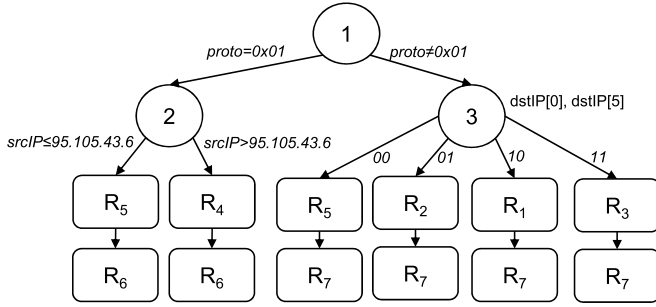 1
proto=0x01
proto≠0x01
2
3
dstIP[0], dstIP[5]
srcIP≤95.105.43.6
srcIP>95.105.43.6
00
01
10
11
R₅
R₄
R₅
R₂
R₁
R₃
R₆
R₆
R₇
R₇
R₇
R₇